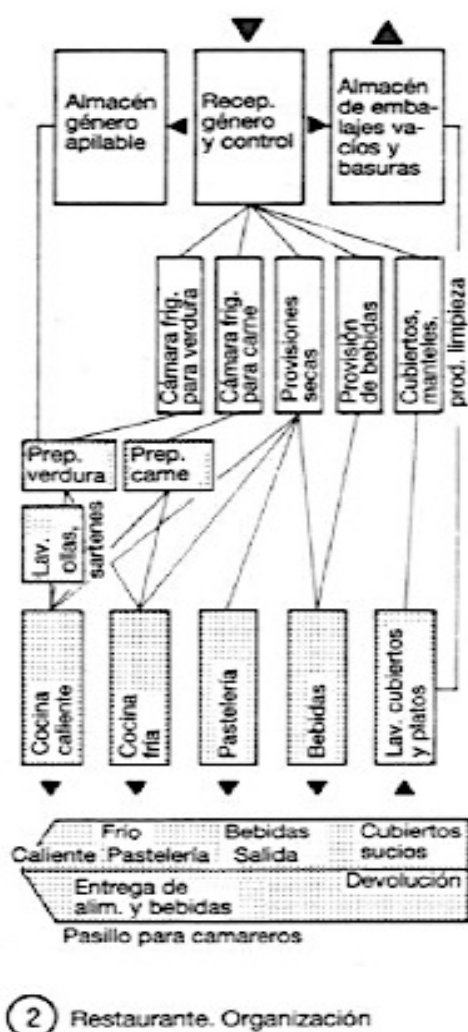 Almacén
género
apilable
Recep.
género
y control
Almacén
de emba-
lajes va-
cios y
basuras
Cámara frig.
para verdura
Cámara frig.
para carne
Provisiones
secas
Provisión
de bebidas
Cubiertos,
manteles,
prod. limpieza
Prep.
verdura
Prep.
carne
Lav.
ollas,
sartenes
Cocina
caliente
Cocina
fria
Pastelería
Bebidas
Lav. cubiertos
y platos
Frio Bebidas Cubiertos
Caliente Pastelería Salida sucios
Entrega de Devolución
alim. y bebidas
Pasillo para camareros
2 Restaurante. Organización